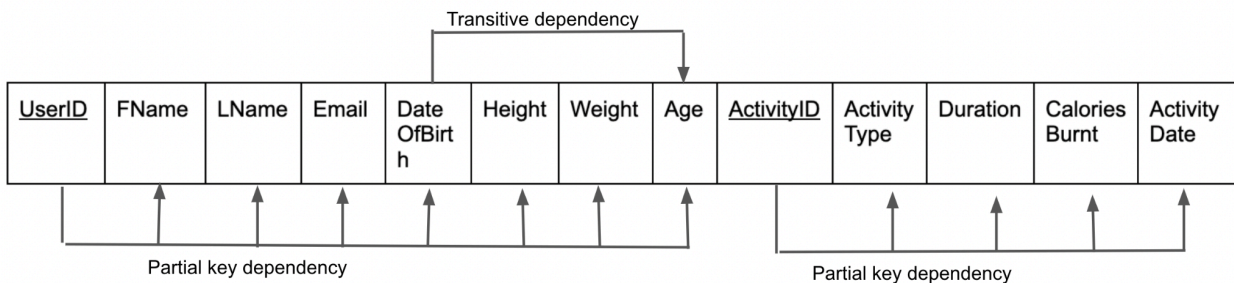 Transitive dependency
UserID FName LName Email Date Height Weight Age ActivityID Activity Duration Calories Activity
OfBirt Type Burnt Date
h
Partial key dependency
Partial key dependency